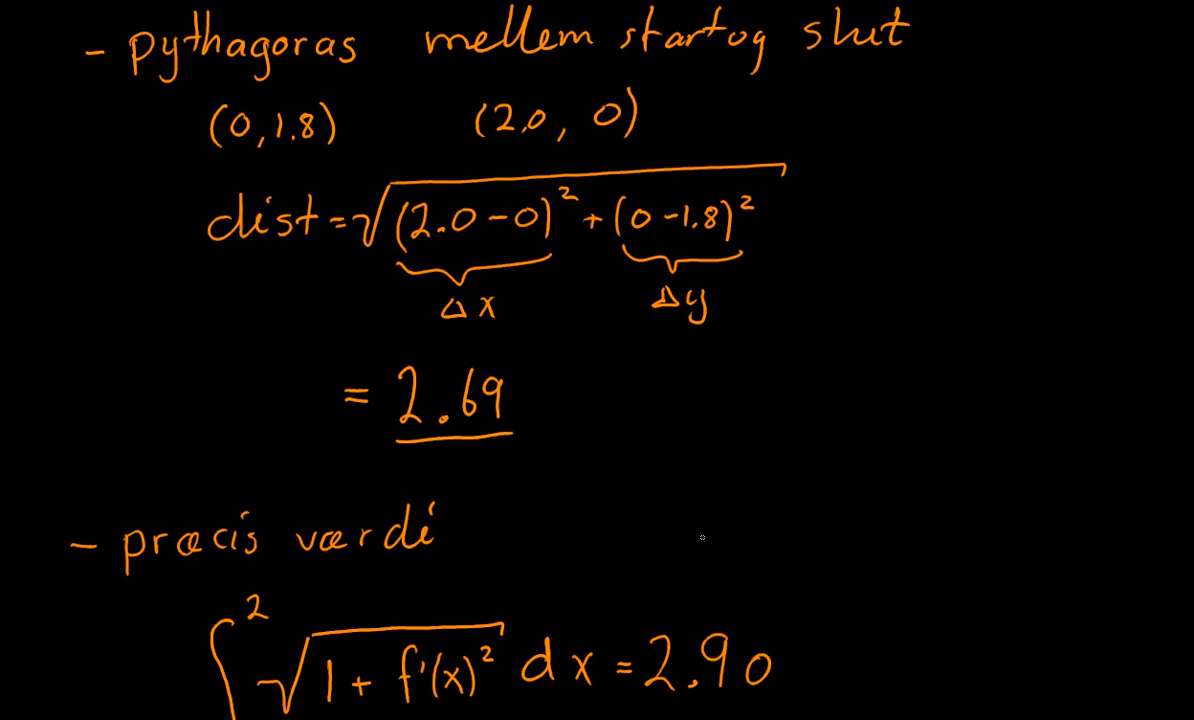 - pythagoras mellem start og slut
(0,1.8) (2.0, 0)
dist = √(2.0-0)² + (0-1.8)²
Δx Δy
= 2.69
- præcis værdi
∫² √1 + f'(x)² dx = 2.90